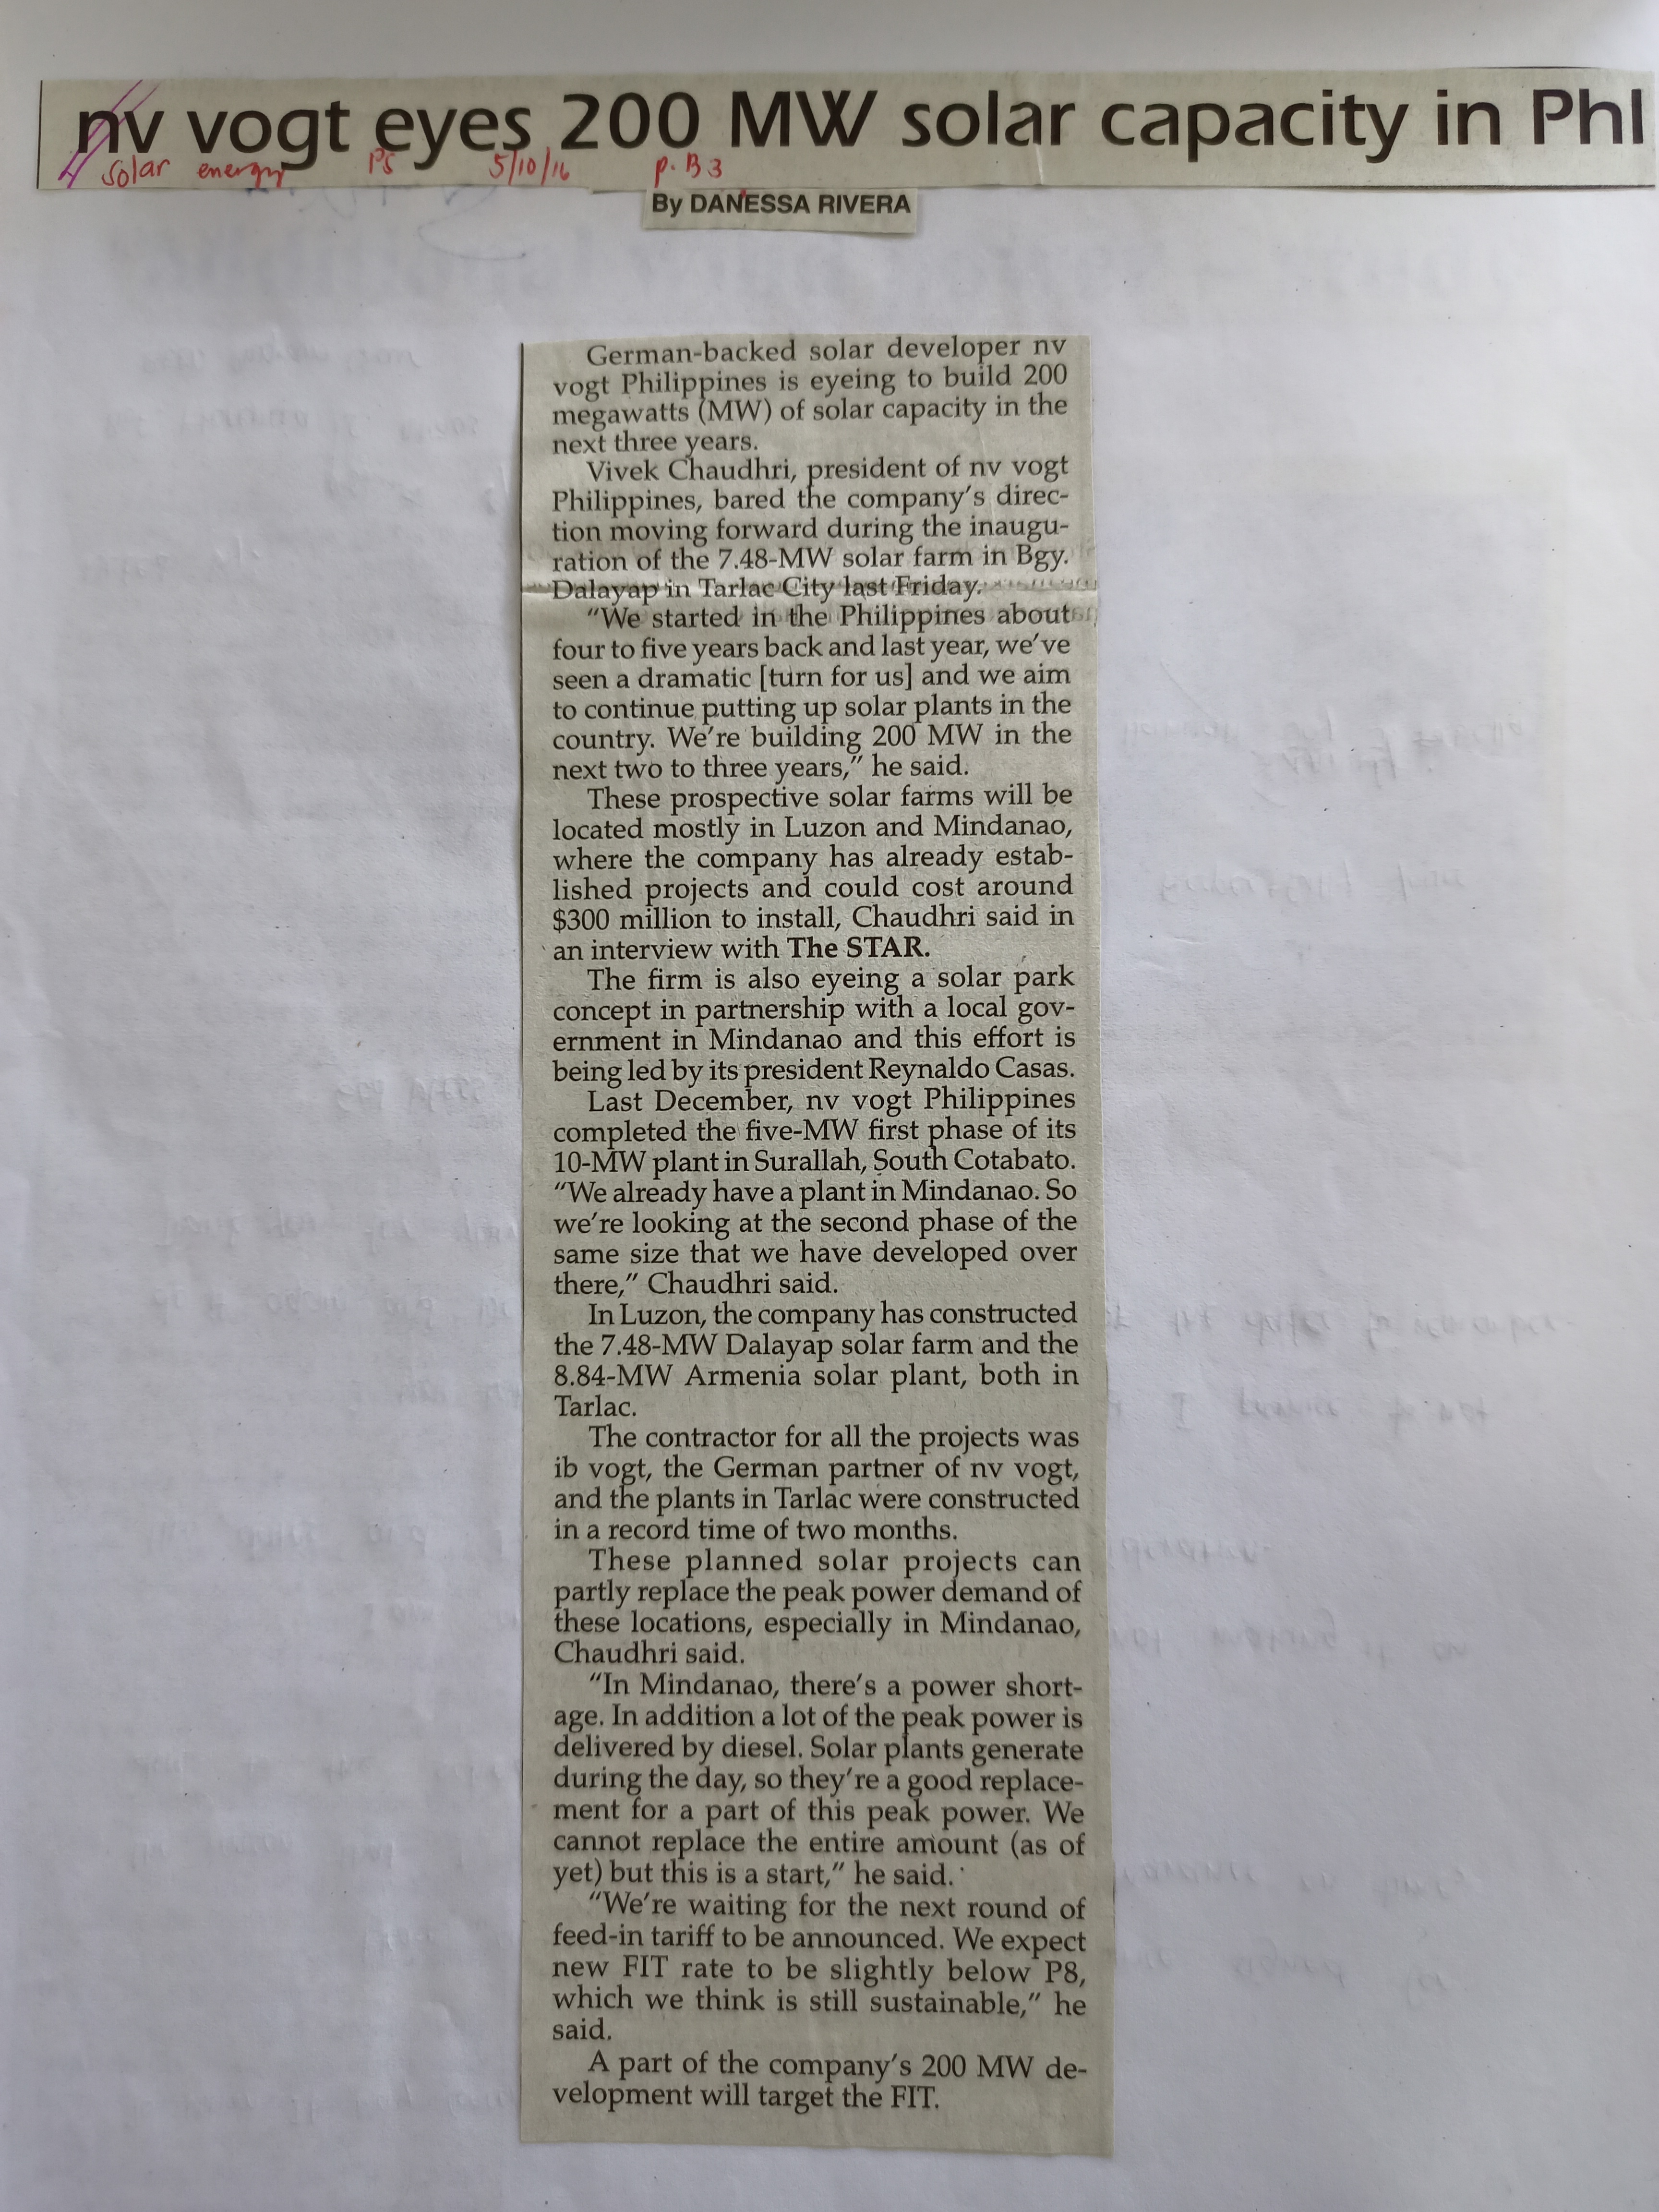 nv vogt eyes 200 MW solar capacity in Phl
solar energy PS 5/10/16 p. B3
By DANESSA RIVERA
German-backed solar developer nv
vogt Philippines is eyeing to build 200
megawatts (MW) of solar capacity in the
next three years.
Vivek Chaudhri, president of nv vogt
Philippines, bared the company's direc-
tion moving forward during the inaugu-
ration of the 7.48-MW solar farm in Bgy.
Dalayap in Tarlac City last Friday.
"We started in the Philippines about
four to five years back and last year, we've
seen a dramatic [turn for us] and we aim
to continue putting up solar plants in the
country. We're building 200 MW in the
next two to three years," he said.
These prospective solar farms will be
located mostly in Luzon and Mindanao,
where the company has already estab-
lished projects and could cost around
$300 million to install, Chaudhri said in
an interview with The STAR.
The firm is also eyeing a solar park
concept in partnership with a local gov-
ernment in Mindanao and this effort is
being led by its president Reynaldo Casas.
Last December, nv vogt Philippines
completed the five-MW first phase of its
10-MW plant in Surallah, South Cotabato.
"We already have a plant in Mindanao. So
we're looking at the second phase of the
same size that we have developed over
there," Chaudhri said.
In Luzon, the company has constructed
the 7.48-MW Dalayap solar farm and the
8.84-MW Armenia solar plant, both in
Tarlac.
The contractor for all the projects was
ib vogt, the German partner of nv vogt,
and the plants in Tarlac were constructed
in a record time of two months.
These planned solar projects can
partly replace the peak power demand of
these locations, especially in Mindanao,
Chaudhri said.
"In Mindanao, there's a power short-
age. In addition a lot of the peak power is
delivered by diesel. Solar plants generate
during the day, so they're a good replace-
ment for a part of this peak power. We
cannot replace the entire amount (as of
yet) but this is a start," he said.
"We're waiting for the next round of
feed-in tariff to be announced. We expect
new FIT rate to be slightly below P8,
which we think is still sustainable," he
said.
A part of the company's 200 MW de-
velopment will target the FIT.